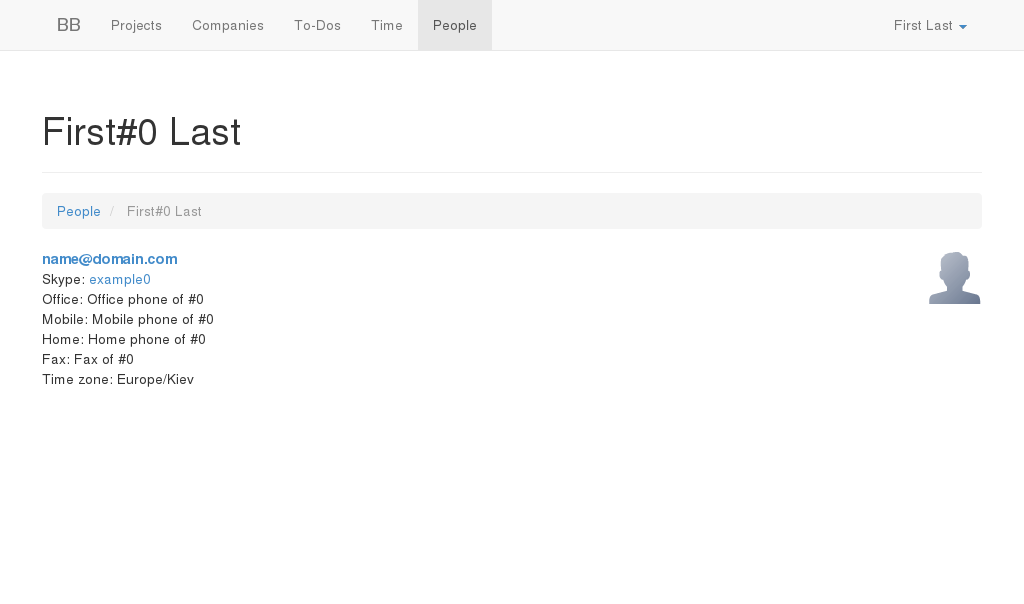 BB Projects Companies To-Dos Time People First Last
First#0 Last
People / First#0 Last
name@domain.com
Skype: example0
Office: Office phone of #0
Mobile: Mobile phone of #0
Home: Home phone of #0
Fax: Fax of #0
Time zone: Europe/Kiev